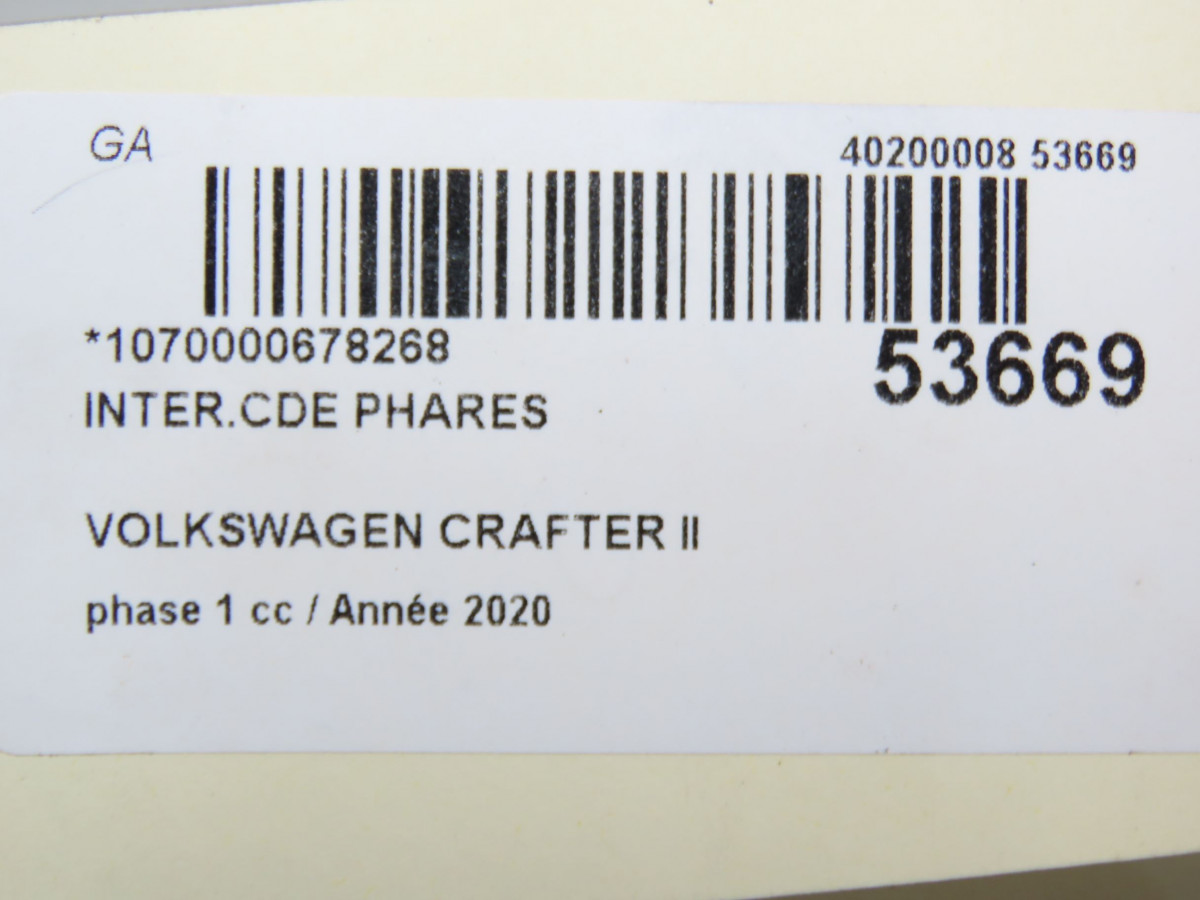 GA
40200008 53669
*1070000678268
53669
INTER.CDE PHARES
VOLKSWAGEN CRAFTER II
phase 1 cc / Année 2020